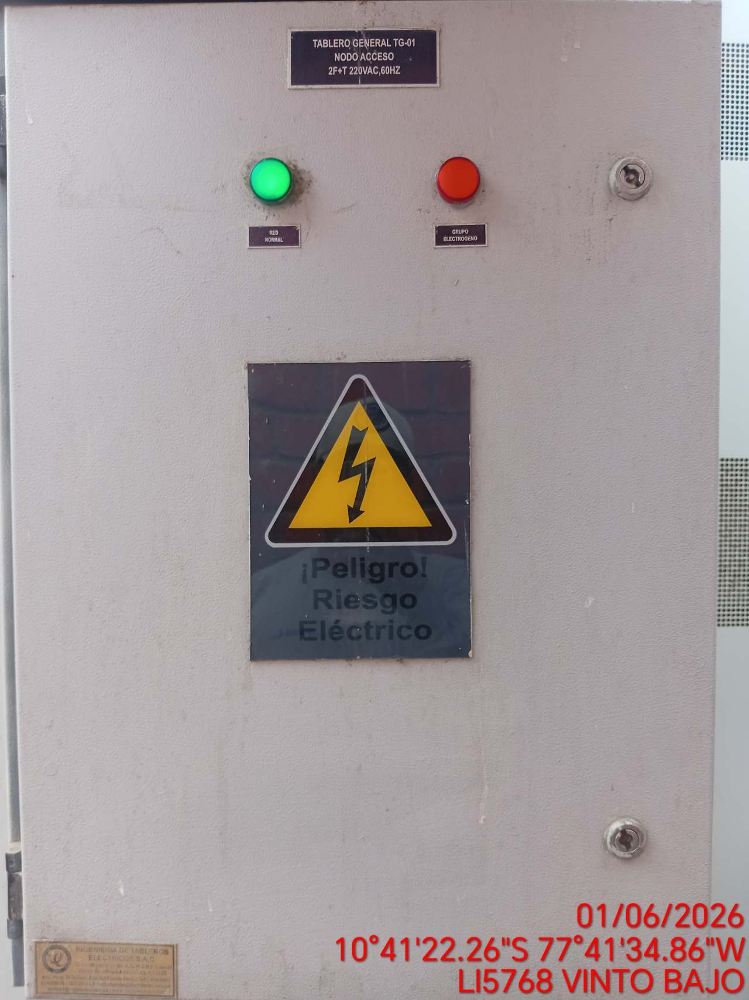 TABLERO GENERAL TG-01
NODO ACCESO
2F+T 220VAC,60HZ
RED
NORMAL
GRUPO
ELECTROGENO
¡Peligro!
Riesgo
Eléctrico
INGENIERIA DE TABLEROS
ELECTRICOS S.A.C.
01/06/2026
10°41'22.26"S 77°41'34.86"W
LI5768 VINTO BAJO